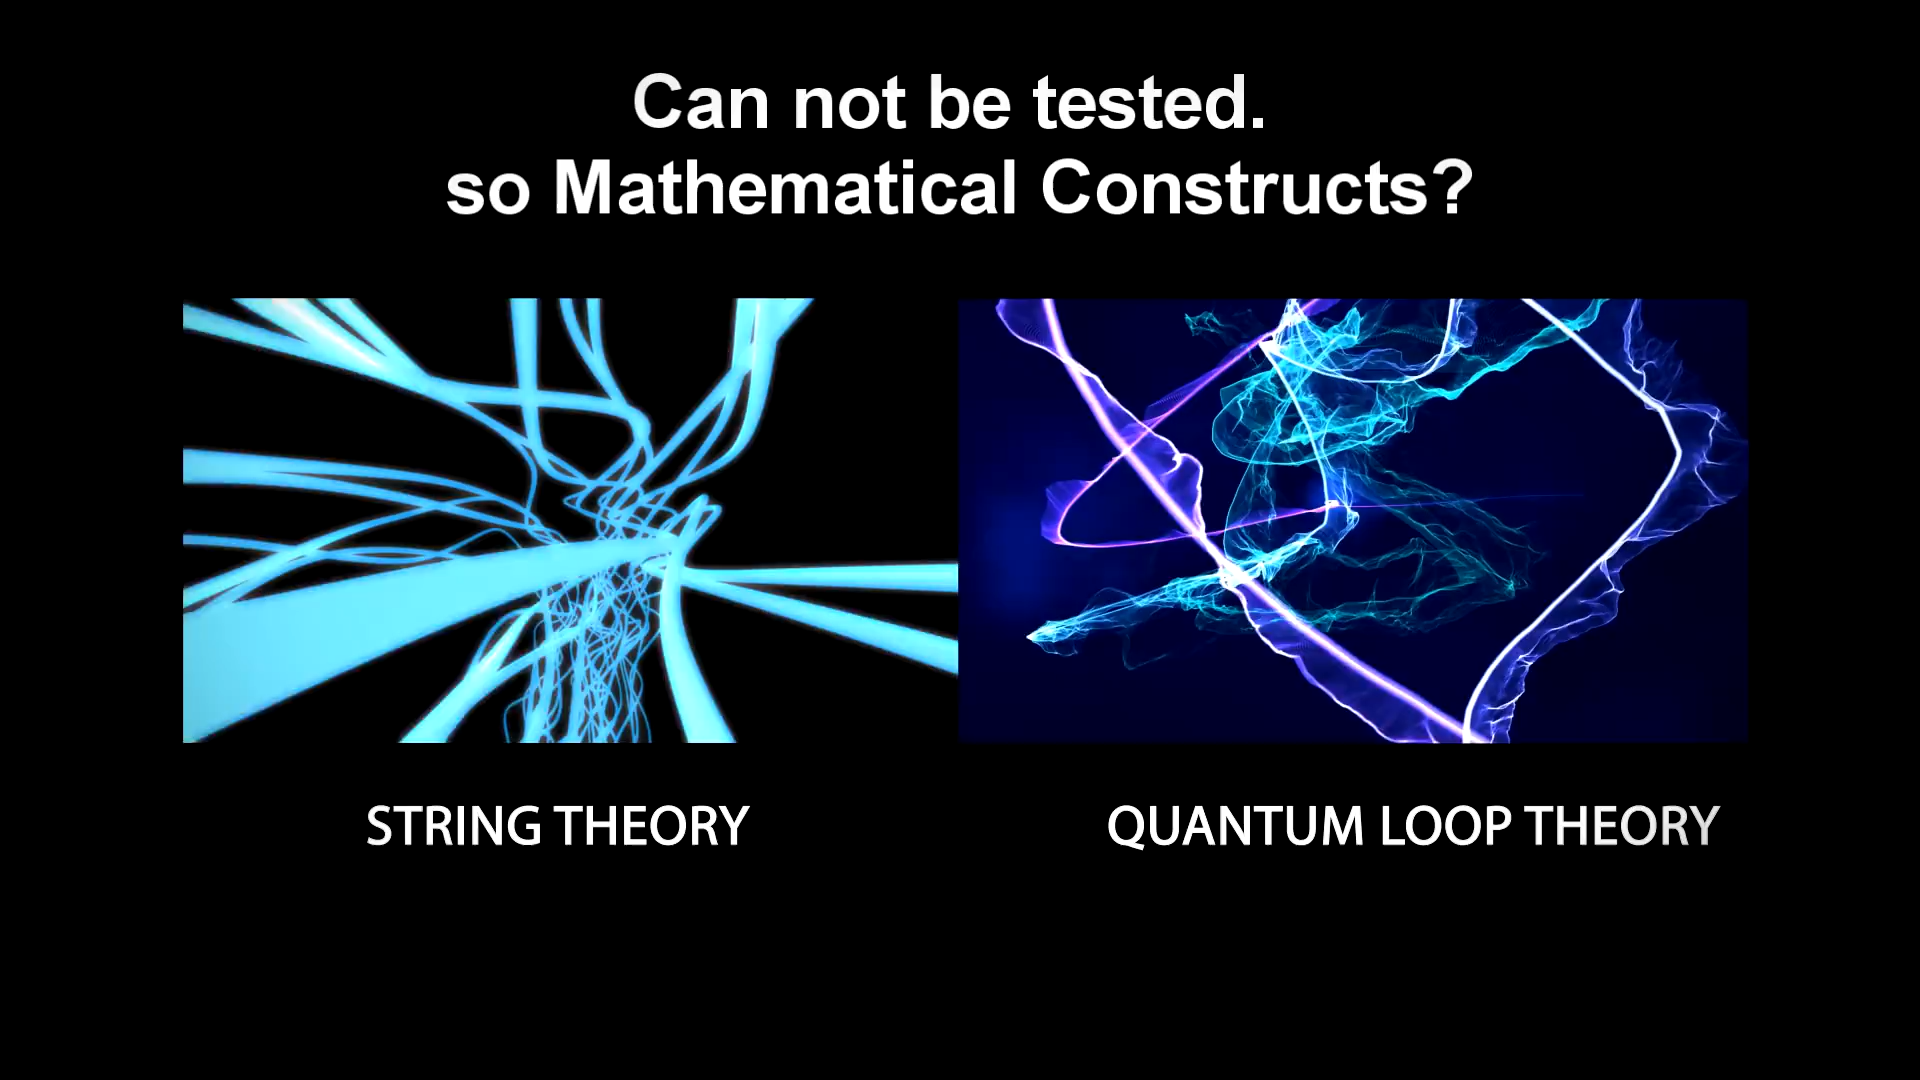 Can not be tested.
so Mathematical Constructs?
STRING THEORY
QUANTUM LOOP THEORY